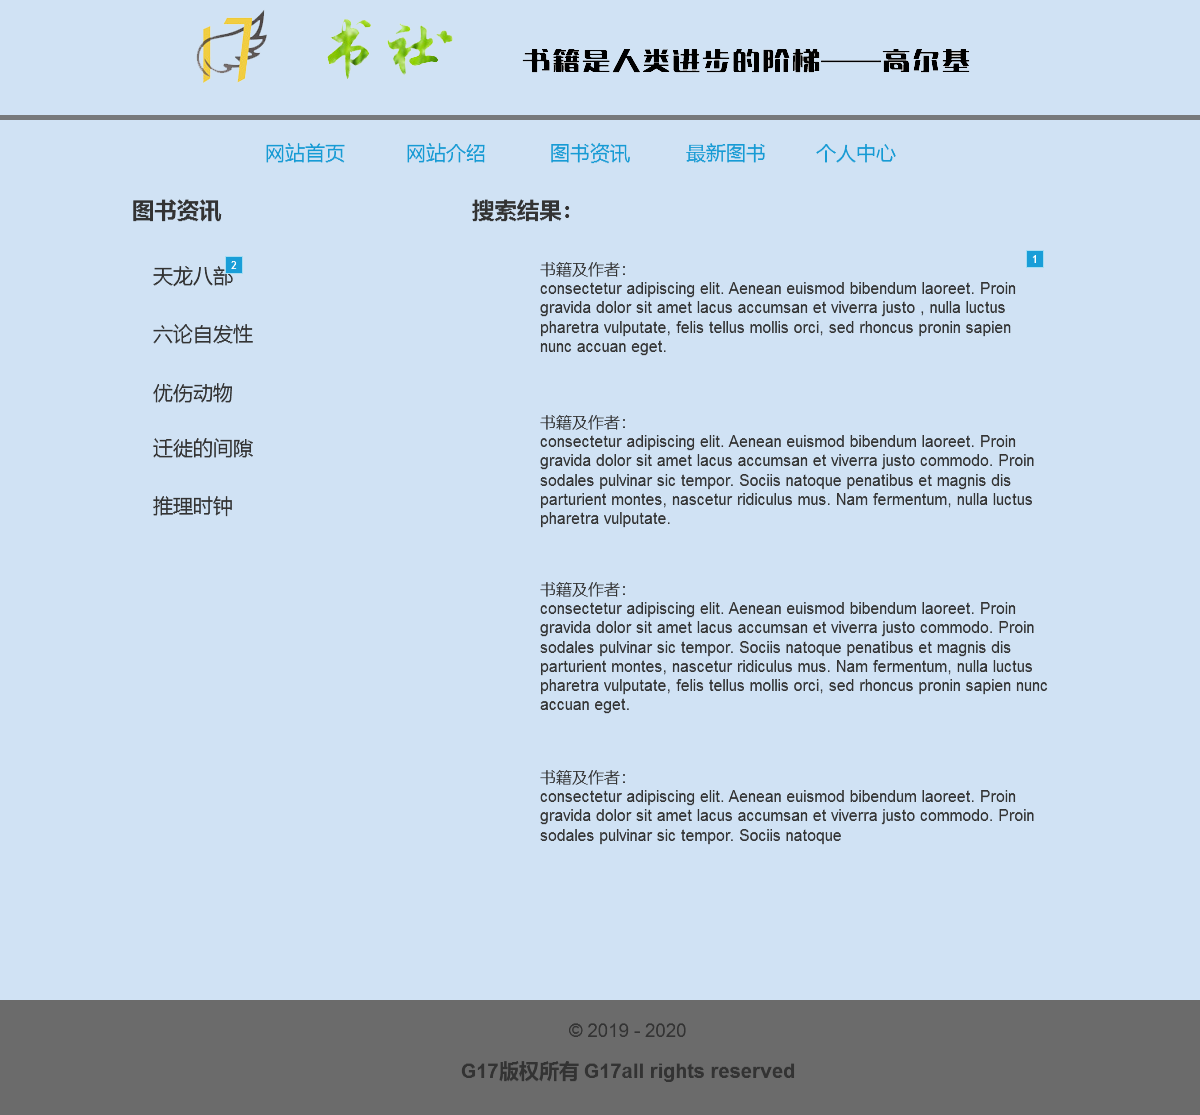 17 书社
书籍是人类进步的阶梯——高尔基
网站首页 网站介绍 图书资讯 最新图书 个人中心
图书资讯
天龙八部 2
六论自发性
优伤动物
迁徙的间隙
推理时钟
搜索结果：
1
书籍及作者：
consectetur adipiscing elit. Aenean euismod bibendum laoreet. Proin
gravida dolor sit amet lacus accumsan et viverra justo , nulla luctus
pharetra vulputate, felis tellus mollis orci, sed rhoncus pronin sapien
nunc accuan eget.
书籍及作者：
consectetur adipiscing elit. Aenean euismod bibendum laoreet. Proin
gravida dolor sit amet lacus accumsan et viverra justo commodo. Proin
sodales pulvinar sic tempor. Sociis natoque penatibus et magnis dis
parturient montes, nascetur ridiculus mus. Nam fermentum, nulla luctus
pharetra vulputate.
书籍及作者：
consectetur adipiscing elit. Aenean euismod bibendum laoreet. Proin
gravida dolor sit amet lacus accumsan et viverra justo commodo. Proin
sodales pulvinar sic tempor. Sociis natoque penatibus et magnis dis
parturient montes, nascetur ridiculus mus. Nam fermentum, nulla luctus
pharetra vulputate, felis tellus mollis orci, sed rhoncus pronin sapien nunc
accuan eget.
书籍及作者：
consectetur adipiscing elit. Aenean euismod bibendum laoreet. Proin
gravida dolor sit amet lacus accumsan et viverra justo commodo. Proin
sodales pulvinar sic tempor. Sociis natoque
© 2019 - 2020
G17版权所有 G17all rights reserved